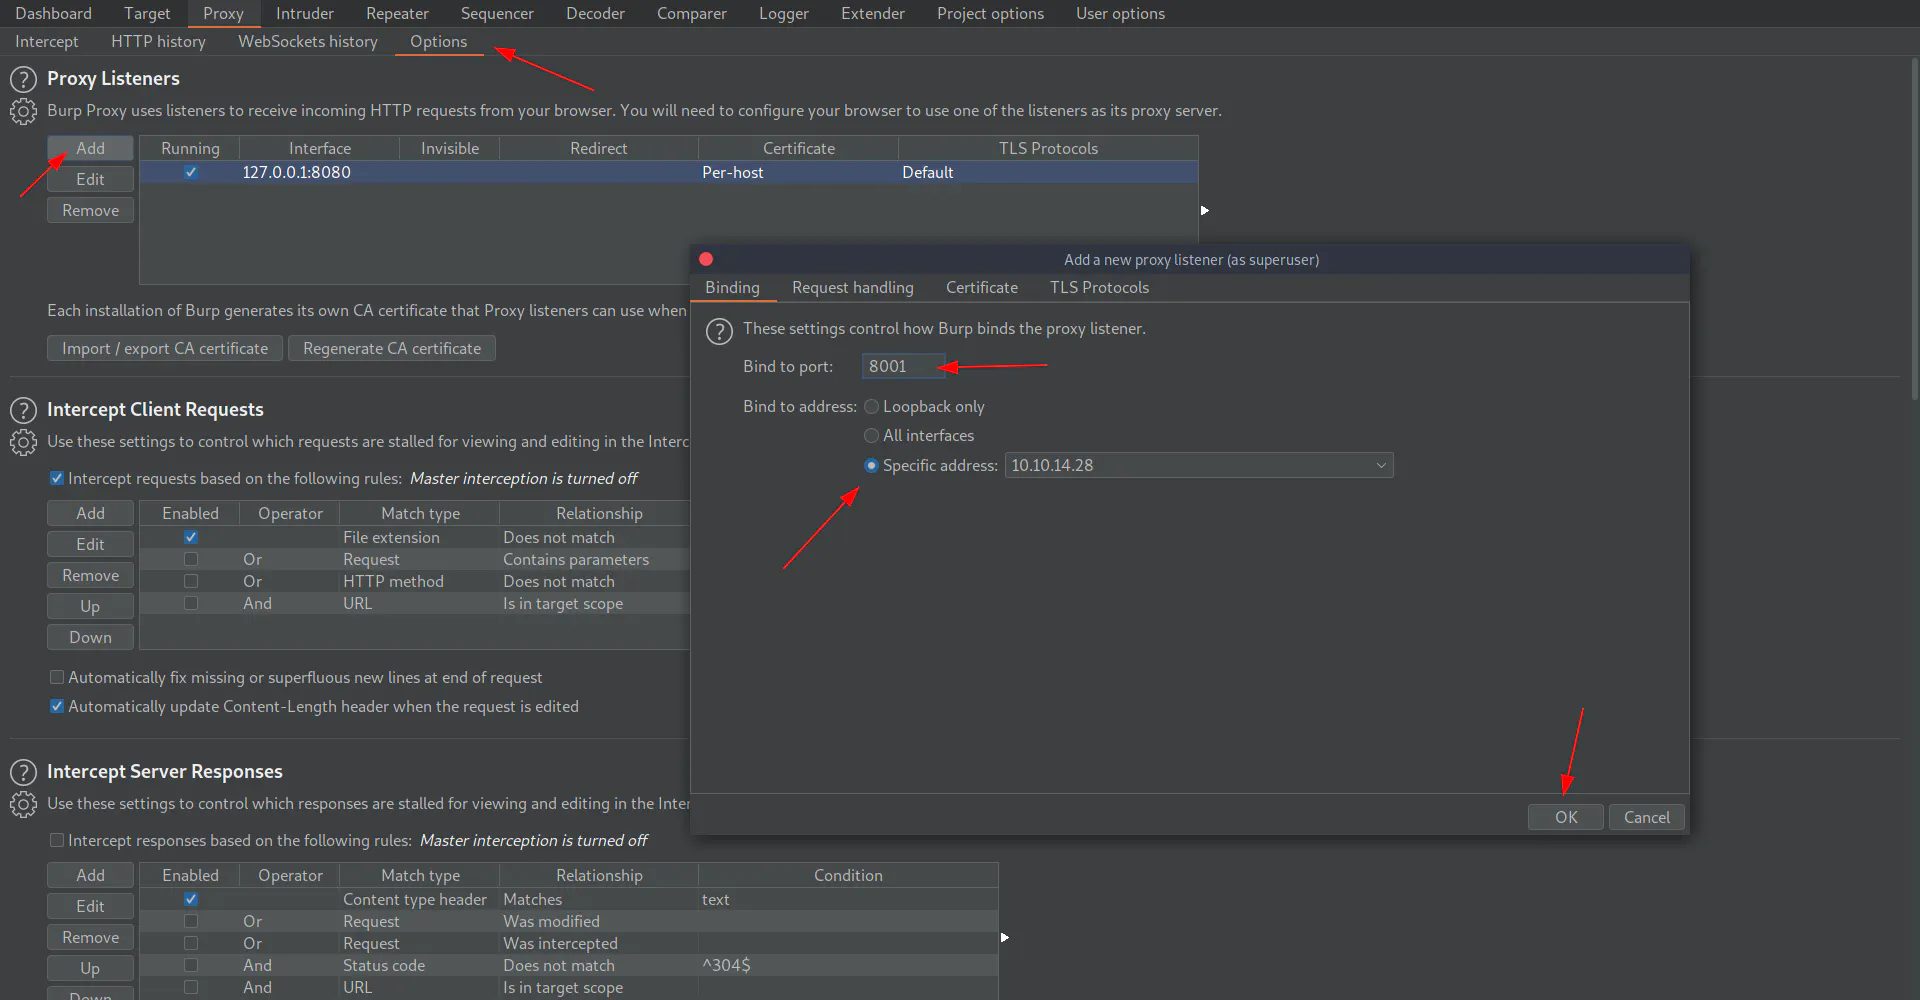 Dashboard Target Proxy Intruder Repeater Sequencer Decoder Comparer Logger Extender Project options User options
Intercept HTTP history WebSockets history Options
Proxy Listeners
Burp Proxy uses listeners to receive incoming HTTP requests from your browser. You will need to configure your browser to use one of the listeners as its proxy server.
Add Running Interface Invisible Redirect Certificate TLS Protocols
127.0.0.1:8080 Per-host Default
Edit
Remove
Each installation of Burp generates its own CA certificate that Proxy listeners can use when
Import / export CA certificate Regenerate CA certificate
Add a new proxy listener (as superuser)
Binding Request handling Certificate TLS Protocols
These settings control how Burp binds the proxy listener.
Bind to port: 8001
Bind to address: Loopback only
All interfaces
Specific address: 10.10.14.28
OK Cancel
Intercept Client Requests
Use these settings to control which requests are stalled for viewing and editing in the Interc
Intercept requests based on the following rules: Master interception is turned off
Add Enabled Operator Match type Relationship
File extension Does not match
Edit
Or Request Contains parameters
Remove
Or HTTP method Does not match
Up
And URL Is in target scope
Down
Automatically fix missing or superfluous new lines at end of request
Automatically update Content-Length header when the request is edited
Intercept Server Responses
Use these settings to control which responses are stalled for viewing and editing in the Inter
Intercept responses based on the following rules: Master interception is turned off
Add Enabled Operator Match type Relationship Condition
Content type header Matches text
Edit
Or Request Was modified
Remove
Or Request Was intercepted
Up
And Status code Does not match ^304$
And URL Is in target scope
Down